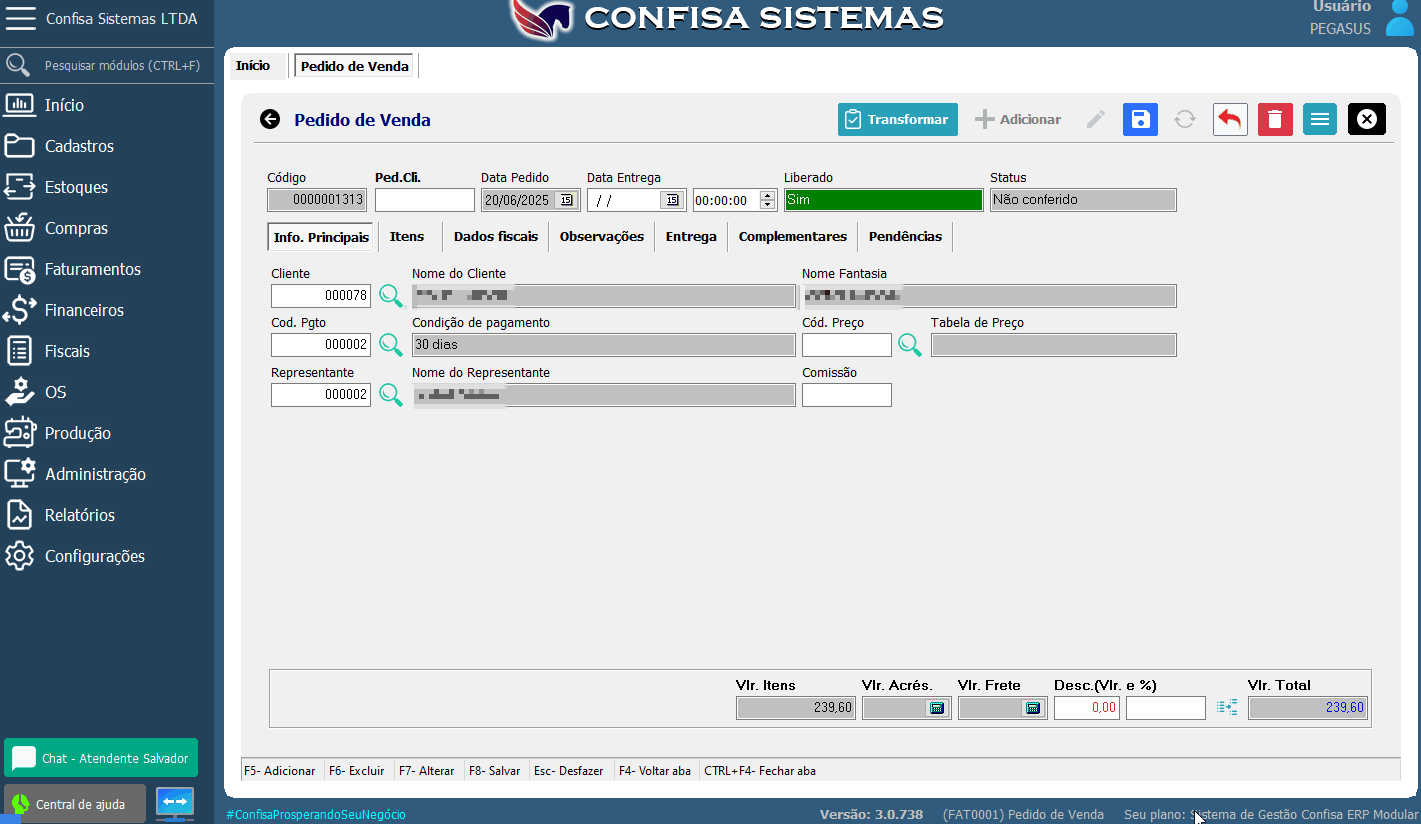 Confisa Sistemas LTDA
CONFISA SISTEMAS
Usuário
PEGASUS
Pesquisar módulos (CTRL+F)
Início
Cadastros
Estoques
Compras
Faturamentos
Financeiros
Fiscais
OS
Produção
Administração
Relatórios
Configurações
Chat - Atendente Salvador
Central de ajuda
Início Pedido de Venda
Pedido de Venda Transformar Adicionar
Código Ped.Cli. Data Pedido Data Entrega Liberado Status
0000001313 20/06/2025 15 / / 15 00:00:00 Sim Não conferido
Info. Principais Itens Dados fiscais Observações Entrega Complementares Pendências
Cliente Nome do Cliente Nome Fantasia
000078
Cod. Pgto Condição de pagamento Cód. Preço Tabela de Preço
000002 30 dias
Representante Nome do Representante Comissão
000002
Vlr. Itens Vlr. Acrés. Vlr. Frete Desc.(Vlr. e %) Vlr. Total
239,60 0,00 239,60
F5- Adicionar F6- Excluir F7- Alterar F8- Salvar Esc- Desfazer F4- Voltar aba CTRL+F4- Fechar aba
#ConfisaProsperandoSeuNegócio Versão: 3.0.738 (FAT0001) Pedido de Venda Seu plano: Sistema de Gestão Confisa ERP Modular